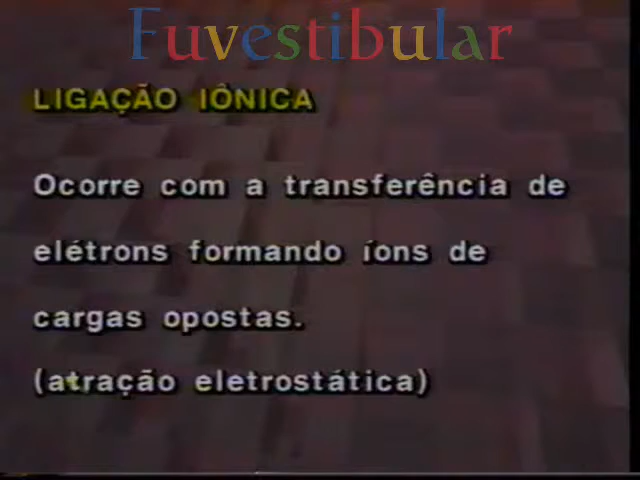 Fuvestibular
LIGAÇÃO IÔNICA
Ocorre com a transferência de
elétrons formando íons de
cargas opostas.
(atração eletrostática)